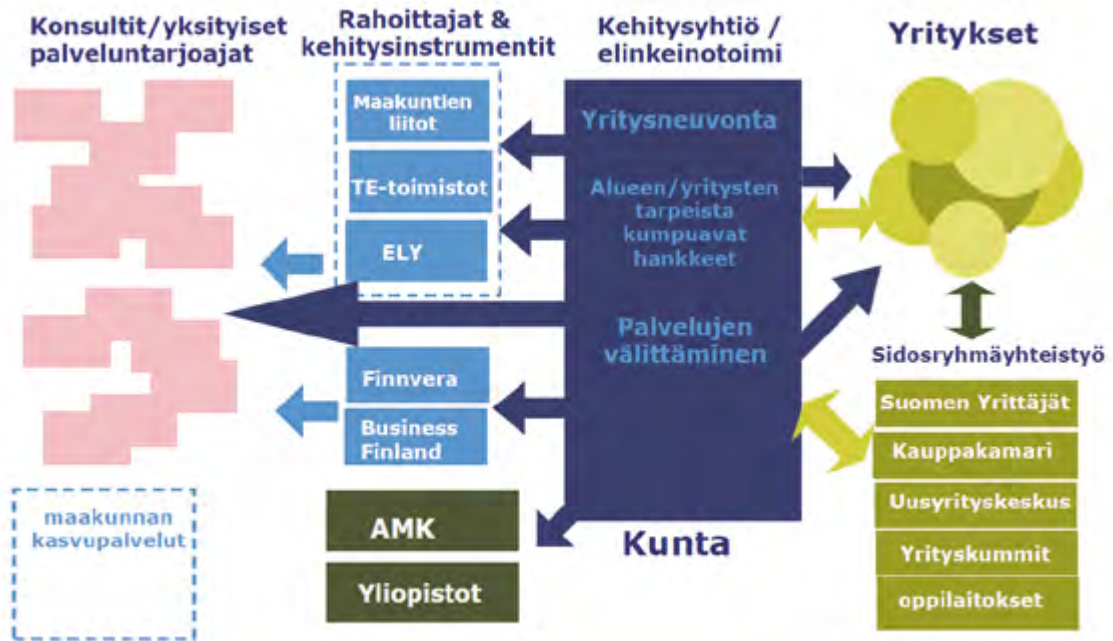 Konsultit/yksityiset
palveluntarjoajat
Rahoittajat &
kehitysinstrumentit
Kehitysyhtiö /
elinkeinotoimi
Yritykset
Maakuntien
liitot
TE-toimistot
ELY
Finnvera
Business
Finland
AMK
Yliopistot
maakunnan
kasvupalvelut
Yritysneuvonta
Alueen/yritysten
tarpeista
kumpuavat
hankkeet
Palvelujen
välittäminen
Kunta
Sidosryhmäyhteistyö
Suomen Yrittäjät
Kauppakamari
Uusyrityskeskus
Yrityskummit
oppilaitokset